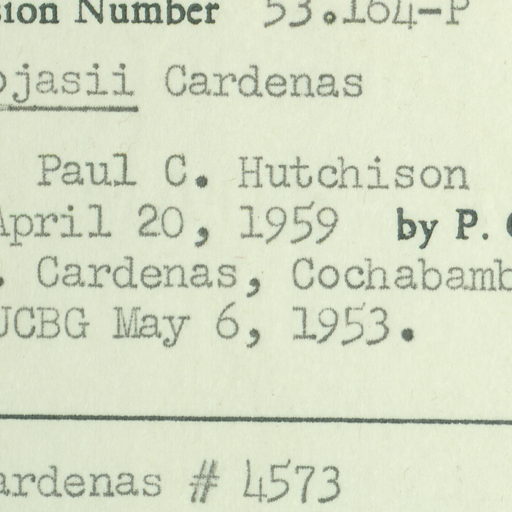 sion Number 53.164-P
ojasii Cardenas
Paul C. Hutchison
April 20, 1959 by P. C
. Cardenas, Cochabamb
UCBG May 6, 1953.
ardenas # 4573